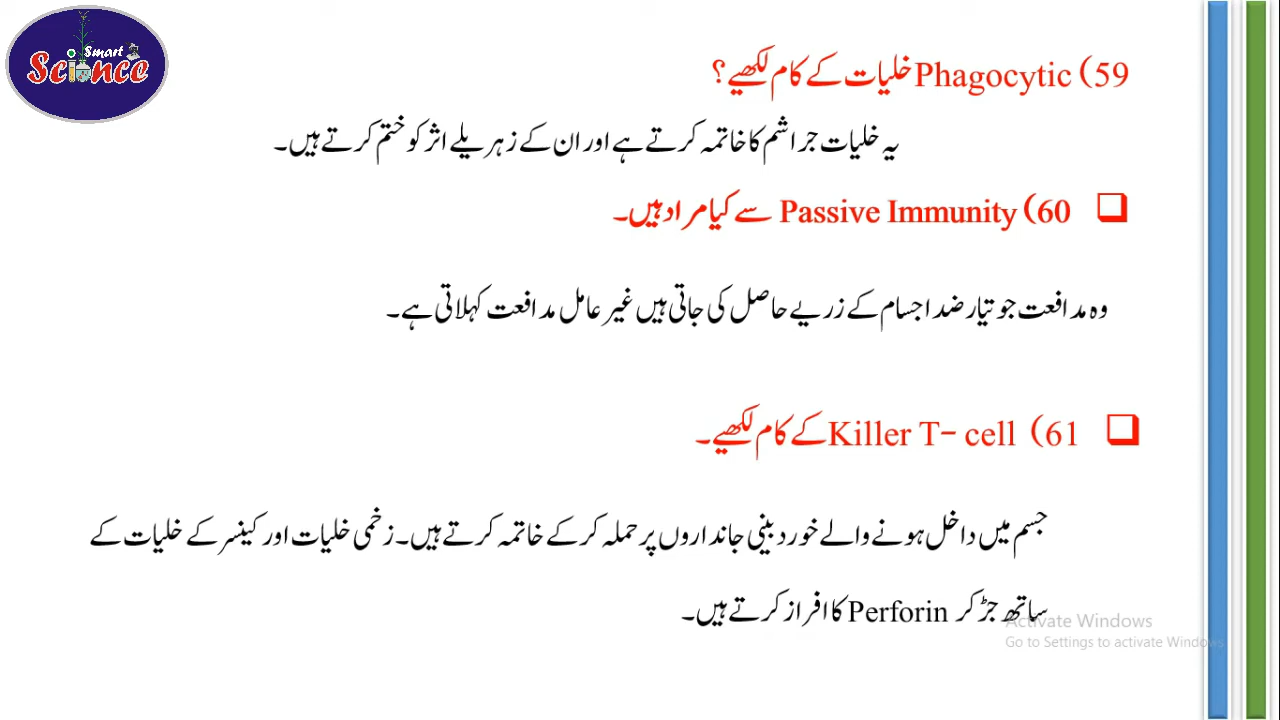 Smart
Science
59) Phagocytic خلیات کے کام لکھیے؟
یہ خلیات جراثم کا خاتمہ کرتے ہے اور ان کے زہریلے اثر کو ختم کرتے ہیں۔
60) Passive Immunity سے کیا مراد ہیں۔
وہ مدافعت جو تیار ضد اجسام کے زریے حاصل کی جاتی ہیں غیر عامل مدافعت کہلاتی ہے۔
61) Killer T- cell کے کام لکھیے۔
جسم میں داخل ہونے والے خورد بینی جانداروں پر حملہ کر کے خاتمہ کرتے ہیں۔ زخمی خلیات اور کینسر کے خلیات کے
ساتھ جڑ کر Perforin کا افراز کرتے ہیں۔
Activate Windows
Go to Settings to activate Windows.